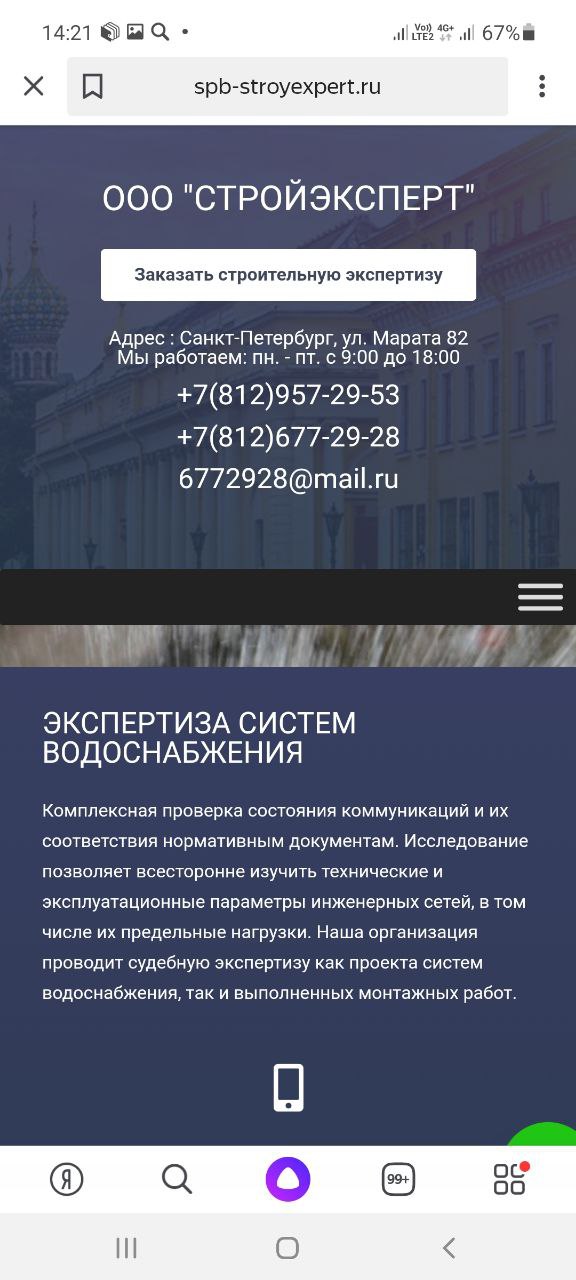 14:21
Vo))
LTE2
4G+
67%
spb-stroyexpert.ru
ООО "СТРОЙЭКСПЕРТ"
Заказать строительную экспертизу
Адрес : Санкт-Петербург, ул. Марата 82
Мы работаем: пн. - пт. с 9:00 до 18:00
+7(812)957-29-53
+7(812)677-29-28
6772928@mail.ru
ЭКСПЕРТИЗА СИСТЕМ
ВОДОСНАБЖЕНИЯ
Комплексная проверка состояния коммуникаций и их
соответствия нормативным документам. Исследование
позволяет всесторонне изучить технические и
эксплуатационные параметры инженерных сетей, в том
числе их предельные нагрузки. Наша организация
проводит судебную экспертизу как проекта систем
водоснабжения, так и выполненных монтажных работ.
Я
99+